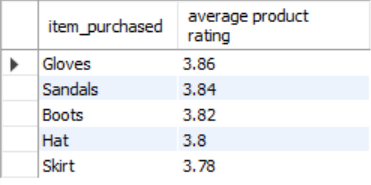 item_purchased average product rating
Gloves 3.86
Sandals 3.84
Boots 3.82
Hat 3.8
Skirt 3.78